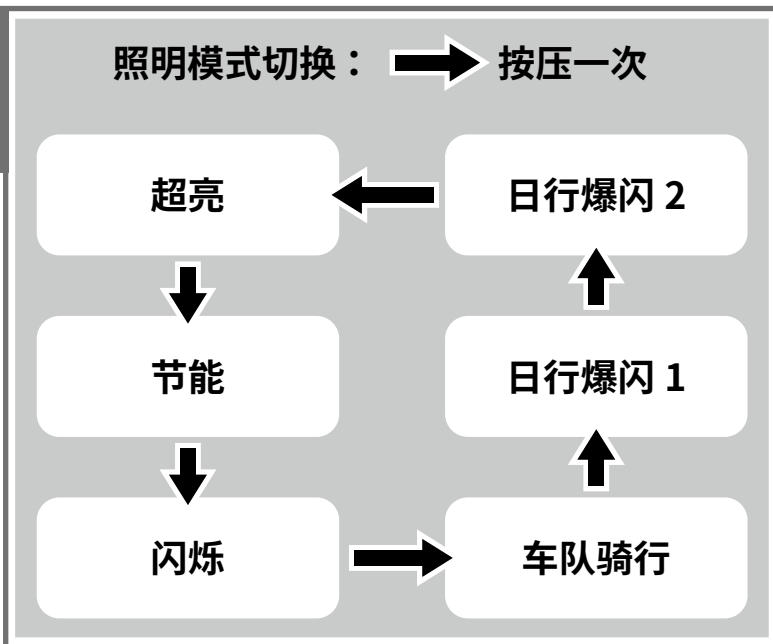 照明模式切换： 按压一次
超亮
日行爆闪 2
节能
日行爆闪 1
闪烁
车队骑行